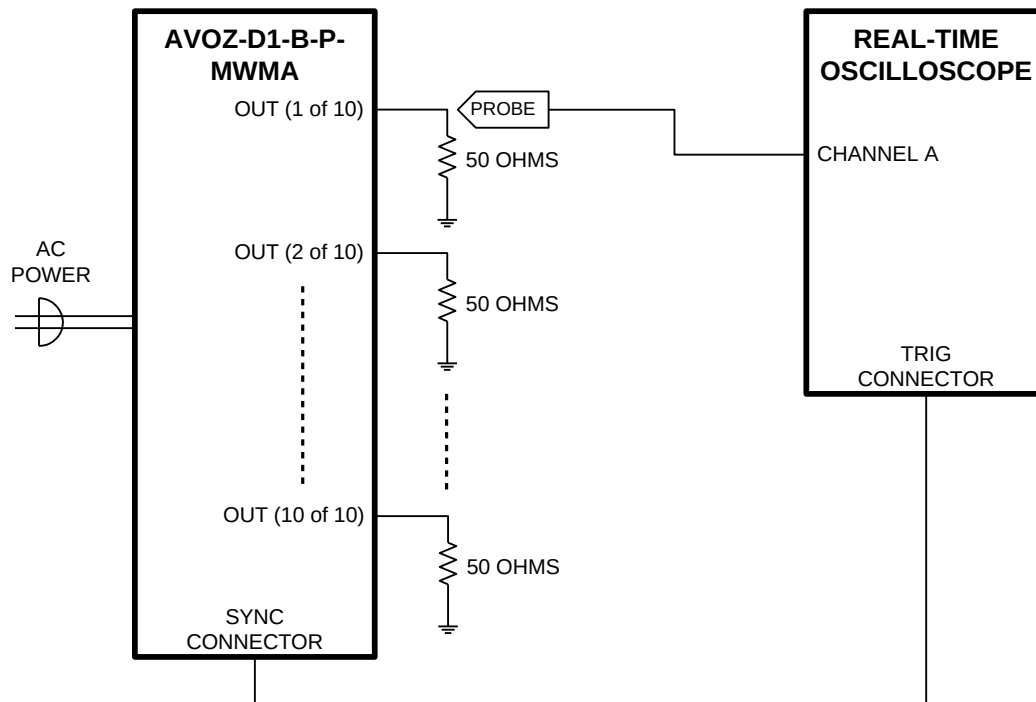 AVOZ-D1-B-P-
MWMA
OUT (1 of 10)
50 OHMS
OUT (2 of 10)
50 OHMS
OUT (10 of 10)
50 OHMS
SYNC
CONNECTOR
AC
POWER
PROBE
REAL-TIME
OSCILLOSCOPE
CHANNEL A
TRIG
CONNECTOR